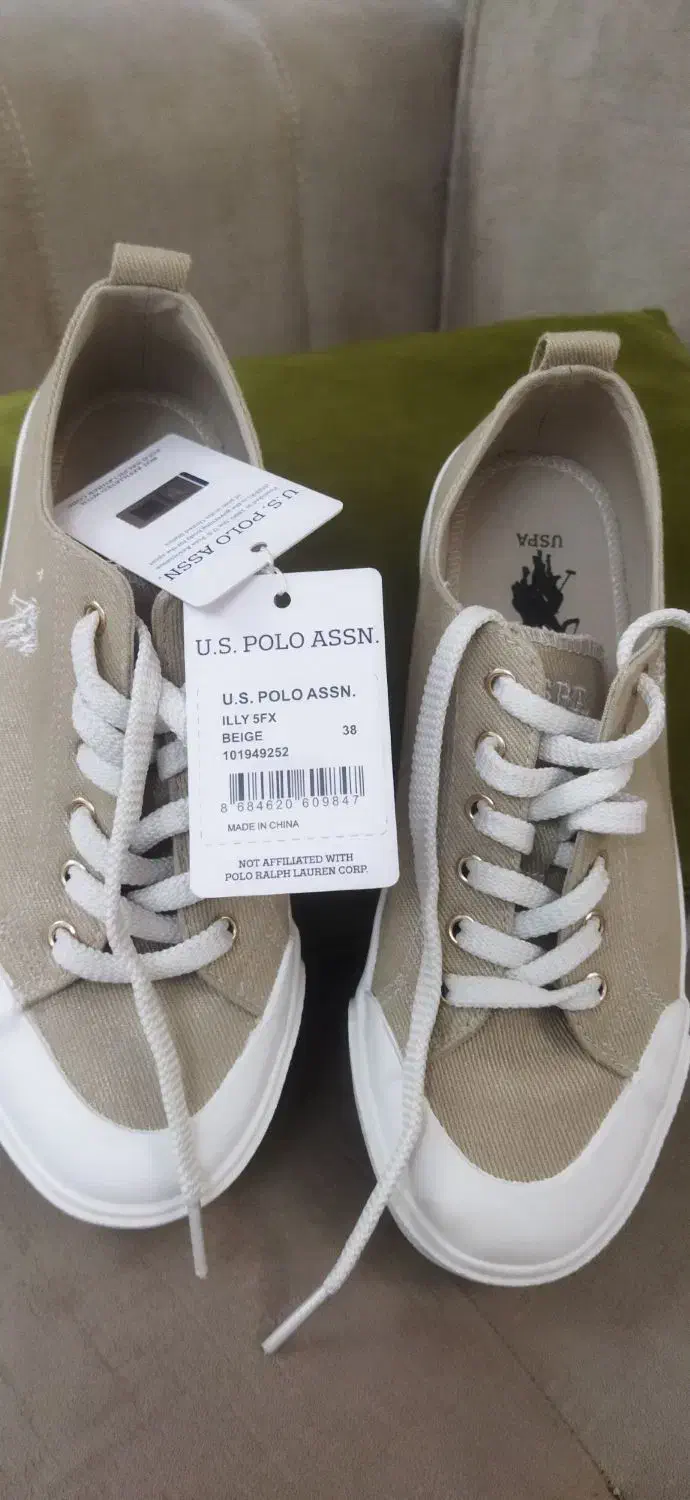 U.S. POLO ASSN.
U.S. POLO ASSN.
U.S. POLO ASSN.
ILLY 5FX
BEIGE 38
101949252
8 684620 609847
MADE IN CHINA
NOT AFFILIATED WITH
POLO RALPH LAUREN CORP.
USPA